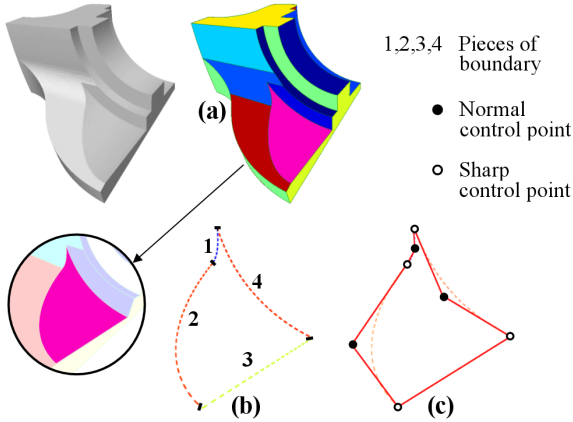 1,2,3,4 Pieces of
boundary
(a)
Normal
control point
Sharp
control point
1
2
4
3
(b)
(c)